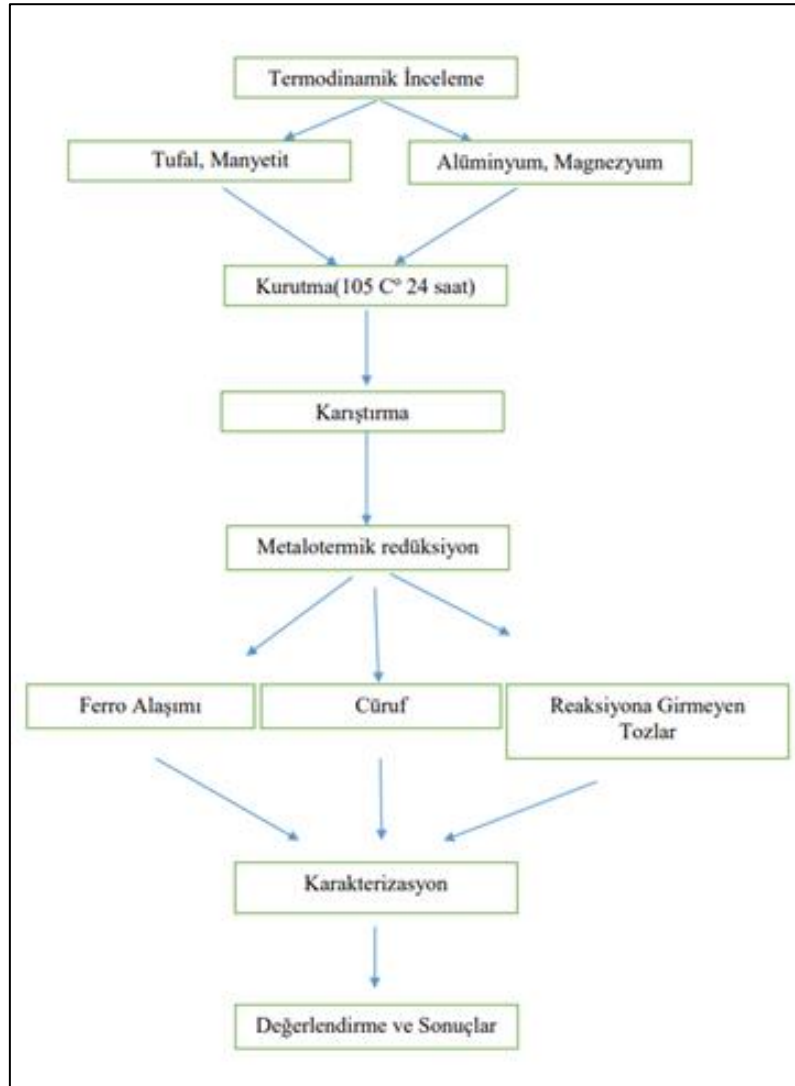 Termodinamik İnceleme
Tufal, Manyetit
Alüminyum, Magnezyum
Kurutma(105 Cº 24 saat)
Karıştırma
Metalotermik redüksiyon
Ferro Alaşımı
Cüruf
Reaksiyona Girmeyen
Tozlar
Karakterizasyon
Değerlendirme ve Sonuçlar